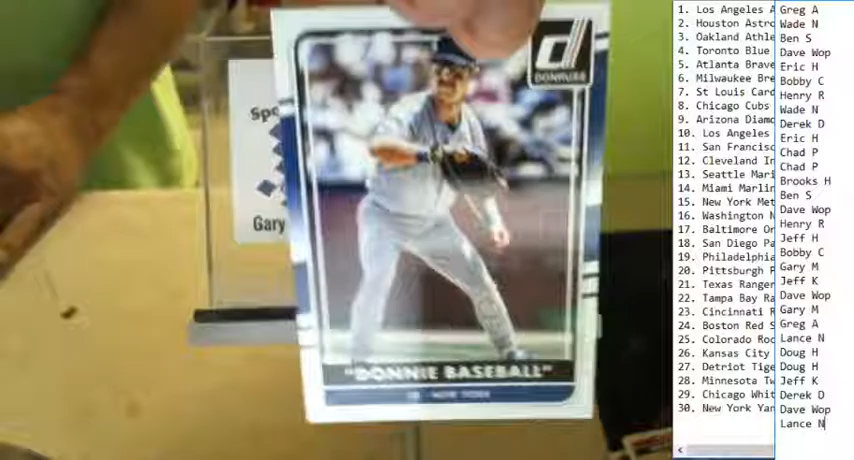 Spo
Gary
DONRUSS
"DONNIE BASEBALL"
1B - NEW YORK
1. Los Angeles A
2. Houston Astro
3. Oakland Athle
4. Toronto Blue
5. Atlanta Brave
6. Milwaukee Bre
7. St Louis Card
8. Chicago Cubs
9. Arizona Diamo
10. Los Angeles
11. San Francisc
12. Cleveland In
13. Seattle Mari
14. Miami Marlin
15. New York Met
16. Washington N
17. Baltimore Or
18. San Diego Pa
19. Philadelphia
20. Pittsburgh P
21. Texas Ranger
22. Tampa Bay Ra
23. Cincinnati R
24. Boston Red S
25. Colorado Roc
26. Kansas City
27. Detriot Tige
28. Minnesota Tw
29. Chicago Whit
30. New York Yan
Greg A
Wade N
Ben S
Dave Wop
Eric H
Bobby C
Henry R
Wade N
Derek D
Eric H
Chad P
Chad P
Brooks H
Ben S
Dave Wop
Henry R
Jeff H
Bobby C
Gary M
Jeff K
Dave Wop
Gary M
Greg A
Lance N
Doug H
Doug H
Jeff K
Derek D
Dave Wop
Lance N